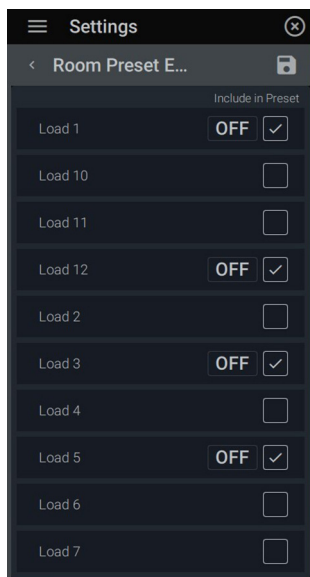 Settings
Room Preset E...
Include in Preset
Load 1 OFF
Load 10
Load 11
Load 12 OFF
Load 2
Load 3 OFF
Load 4
Load 5 OFF
Load 6
Load 7